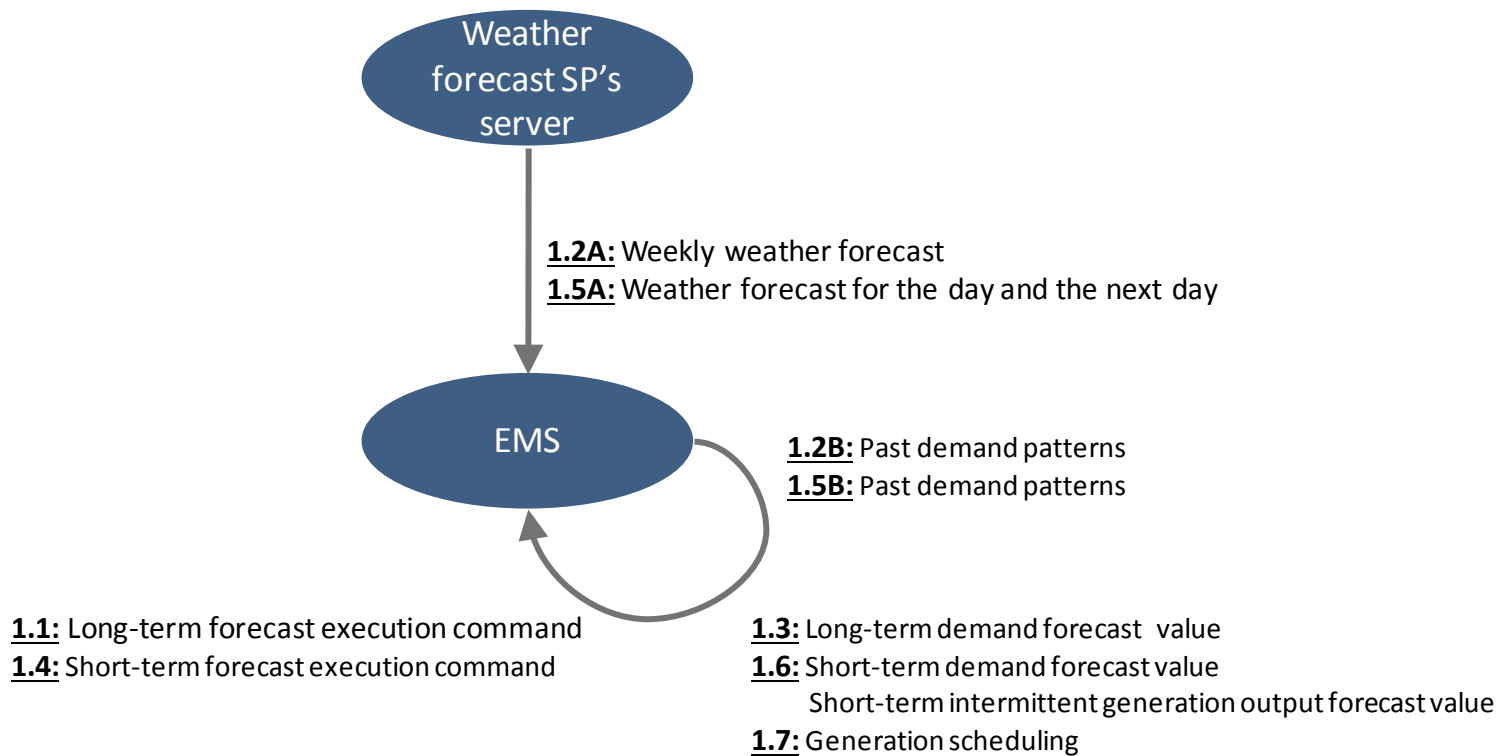 Weather
forecast SP's
server
1.2A: Weekly weather forecast
1.5A: Weather forecast for the day and the next day
EMS
1.2B: Past demand patterns
1.5B: Past demand patterns
1.1: Long-term forecast execution command
1.4: Short-term forecast execution command
1.3: Long-term demand forecast value
1.6: Short-term demand forecast value
Short-term intermittent generation output forecast value
1.7: Generation scheduling